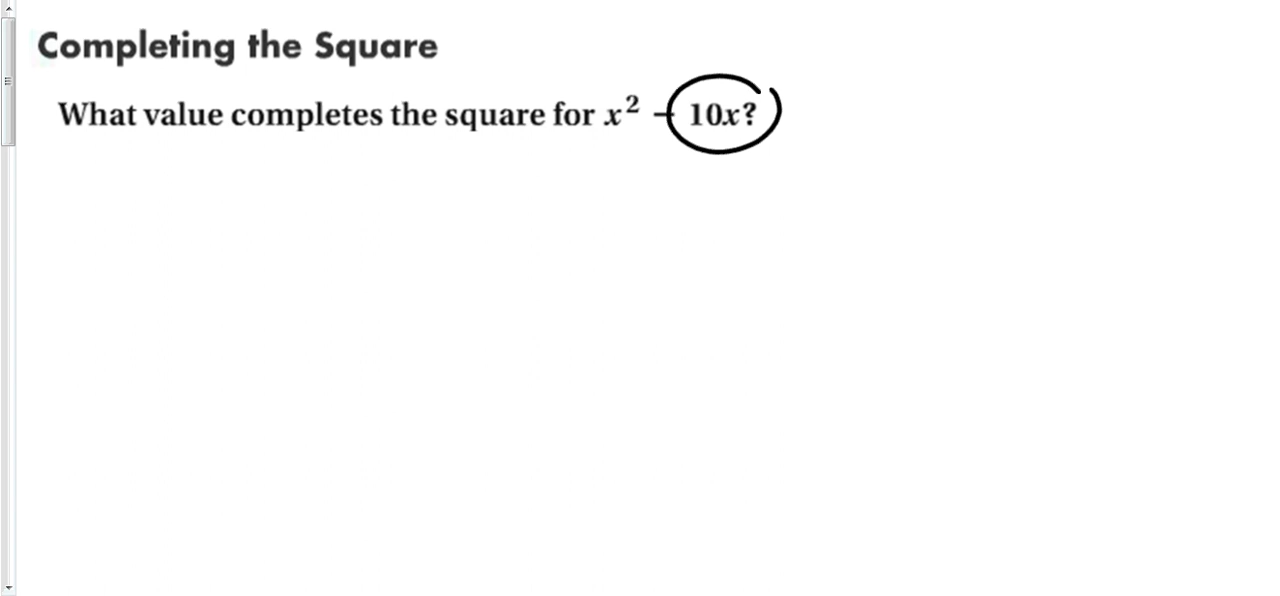 Completing the Square
What value completes the square for x² − 10x?